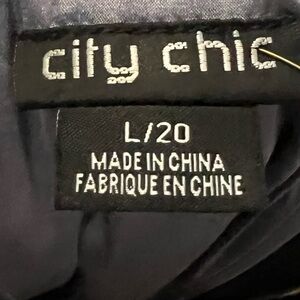 city chic
L/20
MADE IN CHINA
FABRIQUE EN CHINE